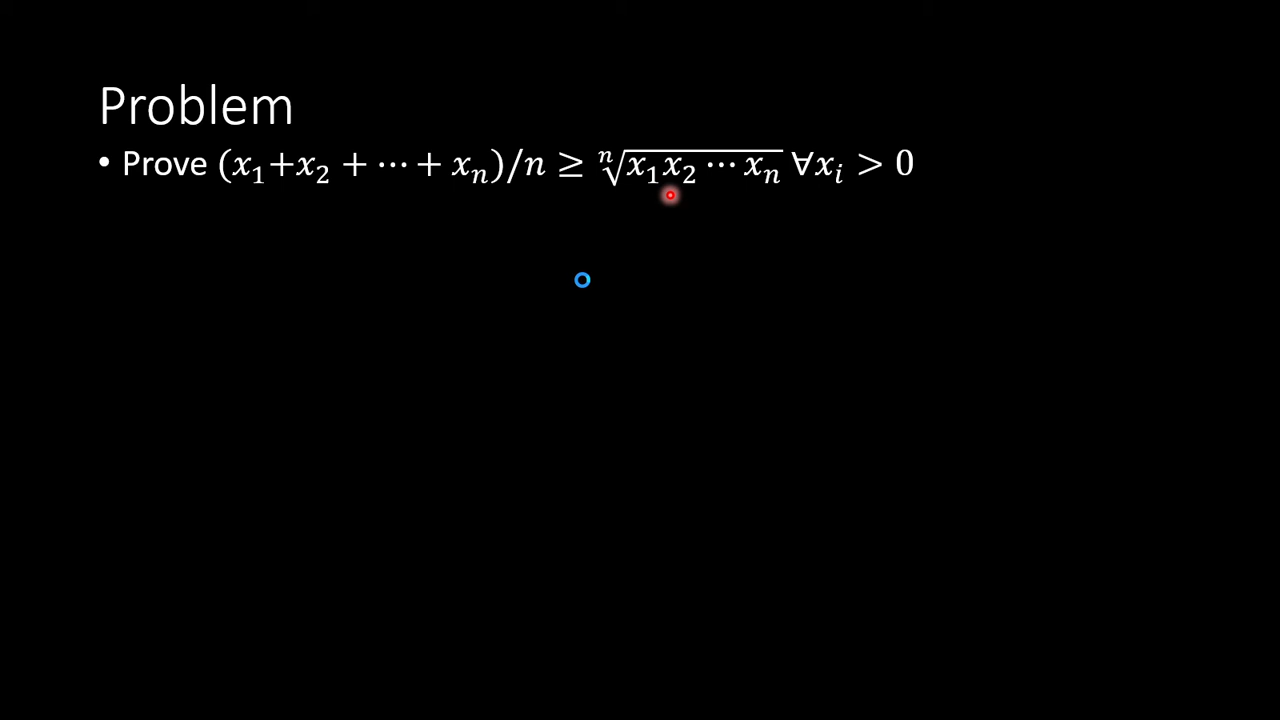 Problem
• Prove (x₁+x₂ + ⋯ + xₙ)/n ≥ ⁿ√(x₁x₂ ⋯ xₙ) ∀xᵢ > 0